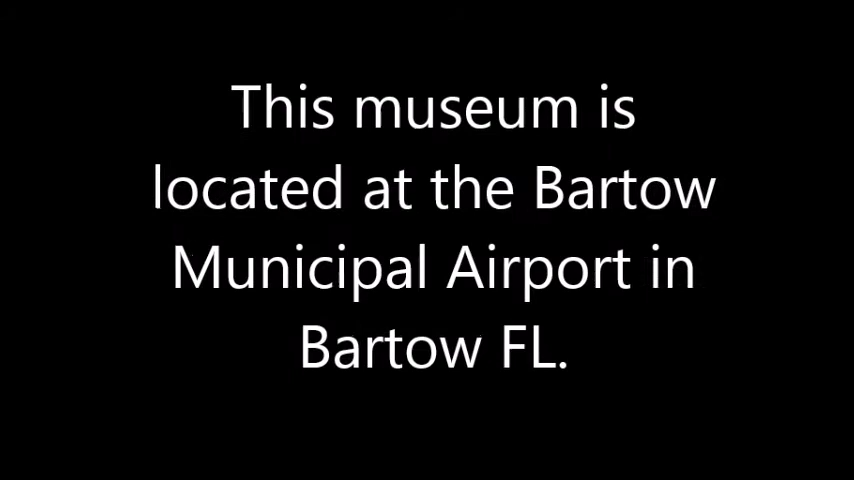 This museum is
located at the Bartow
Municipal Airport in
Bartow FL.